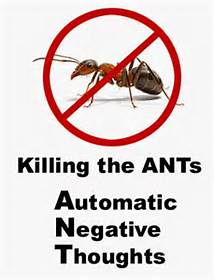 Killing the ANTs
Automatic
Negative
Thoughts